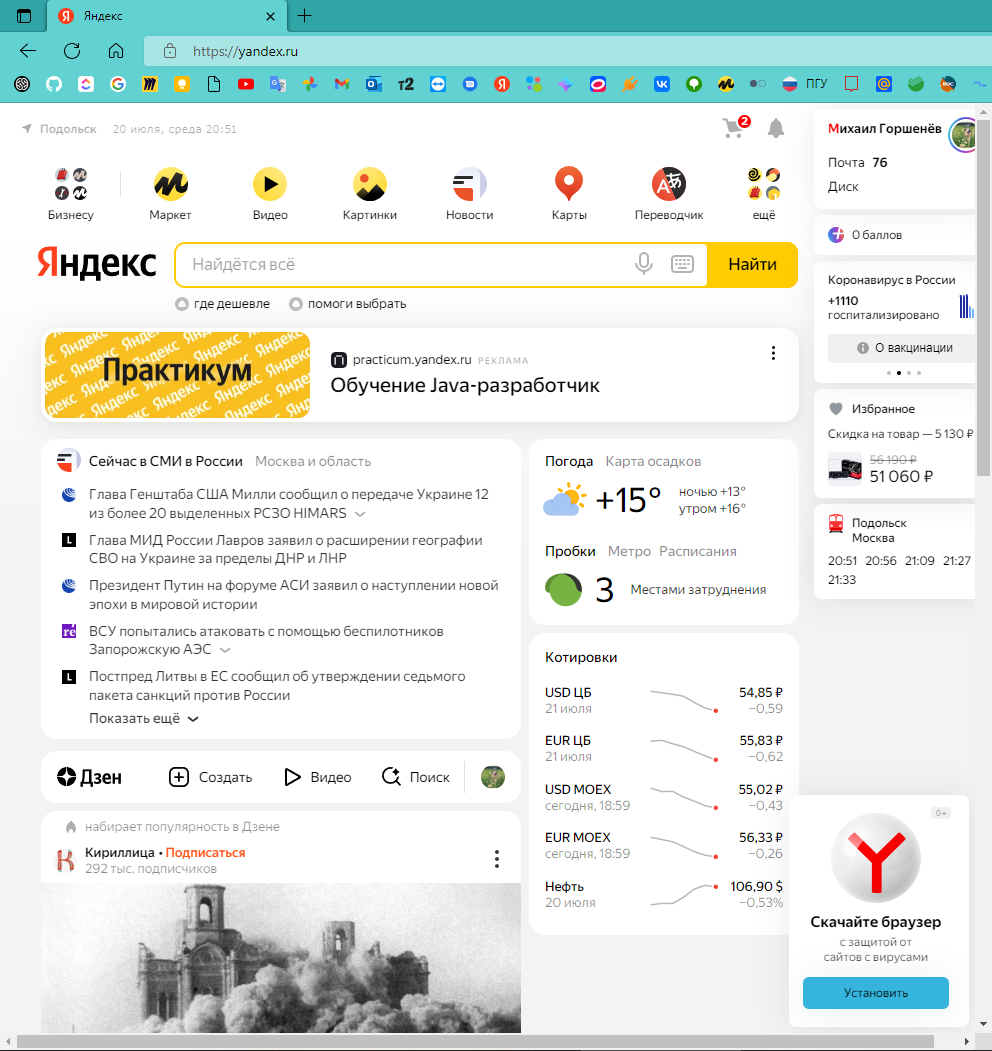 Яндекс
https://yandex.ru
т2
ПГУ
Подольск 20 июля, среда 20:51
2
Михаил Горшенёв
Почта 76
Диск
Бизнесу
Маркет
Видео
Картинки
Новости
Карты
Переводчик
ещё
0 баллов
Яндекс
Найдётся всё
Найти
где дешевле
помоги выбрать
Коронавирус в России
+1110
госпитализировано
О вакцинации
Практикум
practicum.yandex.ru РЕКЛАМА
Обучение Java-разработчик
Избранное
Скидка на товар — 5 130 ₽
56 190 ₽
51 060 ₽
Подольск
Москва
20:51 20:56 21:09 21:27
21:33
Сейчас в СМИ в России Москва и область
Глава Генштаба США Милли сообщил о передаче Украине 12
из более 20 выделенных РСЗО HIMARS
Глава МИД России Лавров заявил о расширении географии
СВО на Украине за пределы ДНР и ЛНР
Президент Путин на форуме АСИ заявил о наступлении новой
эпохи в мировой истории
ВСУ попытались атаковать с помощью беспилотников
Запорожскую АЭС
Постпред Литвы в ЕС сообщил об утверждении седьмого
пакета санкций против России
Показать ещё
Погода Карта осадков
+15°
ночью +13°
утром +16°
Пробки Метро Расписания
3 Местами затруднения
Котировки
USD ЦБ 54,85 ₽
21 июля −0,59
EUR ЦБ 55,83 ₽
21 июля −0,62
USD MOEX 55,02 ₽
сегодня, 18:59 −0,43
EUR MOEX 56,33 ₽
сегодня, 18:59 −0,26
Нефть 106,90 $
20 июля −0,53%
Дзен
Создать
Видео
Поиск
набирает популярность в Дзене
Кириллица • Подписаться
292 тыс. подписчиков
0+
Скачайте браузер
с защитой от
сайтов с вирусами
Установить